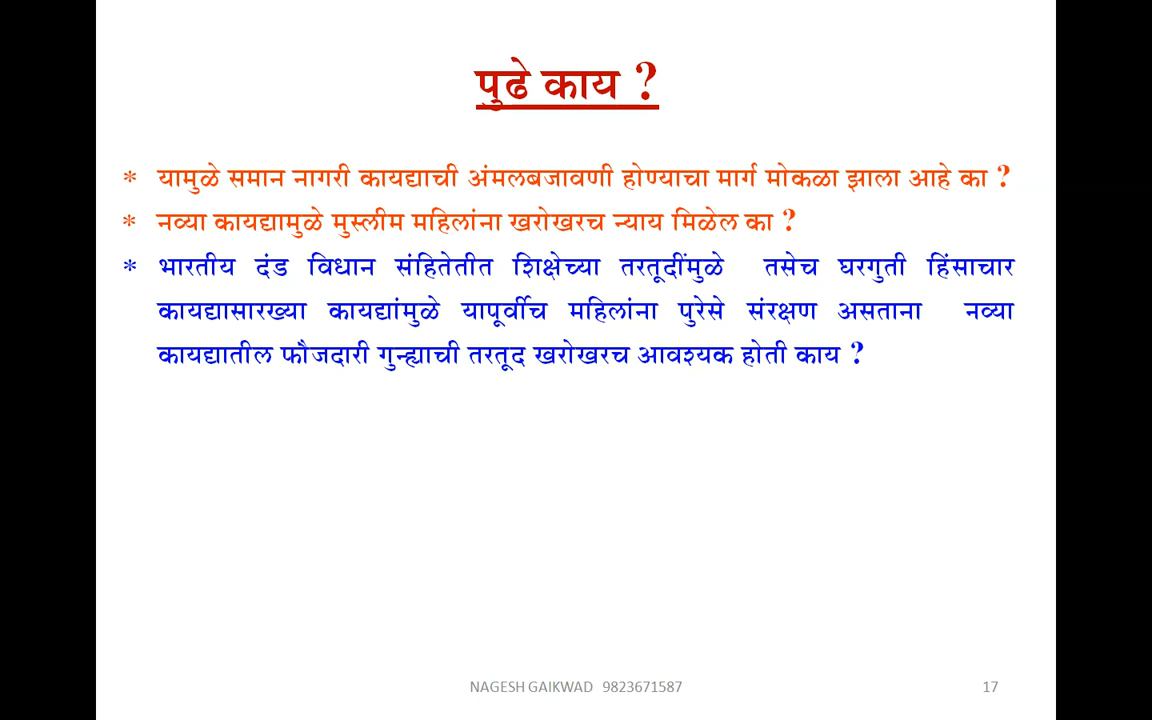 पुढे काय ?
* यामुळे समान नागरी कायद्याची अंमलबजावणी होण्याचा मार्ग मोकळा झाला आहे का ?
* नव्या कायद्यामुळे मुस्लीम महिलांना खरोखरच न्याय मिळेल का ?
* भारतीय दंड विधान संहितेतीत शिक्षेच्या तरतूदींमुळे तसेच घरगुती हिंसाचार
कायद्यासारख्या कायद्यांमुळे यापूर्वीच महिलांना पुरेसे संरक्षण असताना नव्या
कायद्यातील फौजदारी गुन्ह्याची तरतूद खरोखरच आवश्यक होती काय ?
NAGESH GAIKWAD 9823671587
17